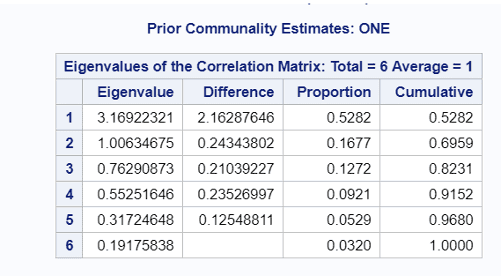 Prior Communality Estimates: ONE
Eigenvalues of the Correlation Matrix: Total = 6 Average = 1
Eigenvalue Difference Proportion Cumulative
1 3.16922321 2.16287646 0.5282 0.5282
2 1.00634675 0.24343802 0.1677 0.6959
3 0.76290873 0.21039227 0.1272 0.8231
4 0.55251646 0.23526997 0.0921 0.9152
5 0.31724648 0.12548811 0.0529 0.9680
6 0.19175838 0.0320 1.0000